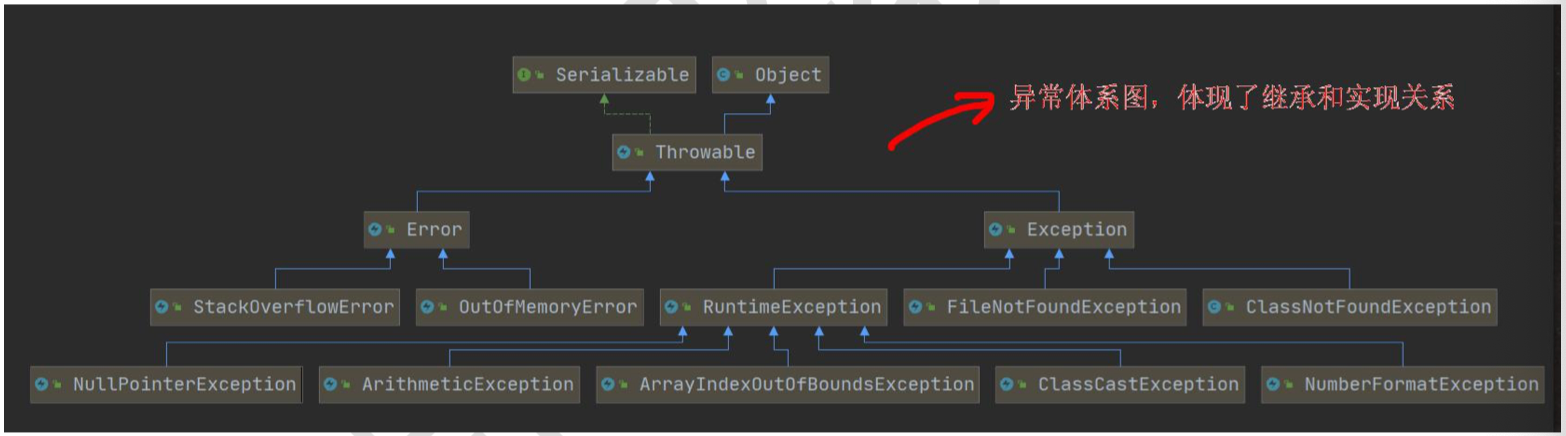 Serializable
Object
异常体系图，体现了继承和实现关系
Throwable
Error
Exception
StackOverflowError
OutOfMemoryError
RuntimeException
FileNotFoundException
ClassNotFoundException
NullPointerException
ArithmeticException
ArrayIndexOutOfBoundsException
ClassCastException
NumberFormatException